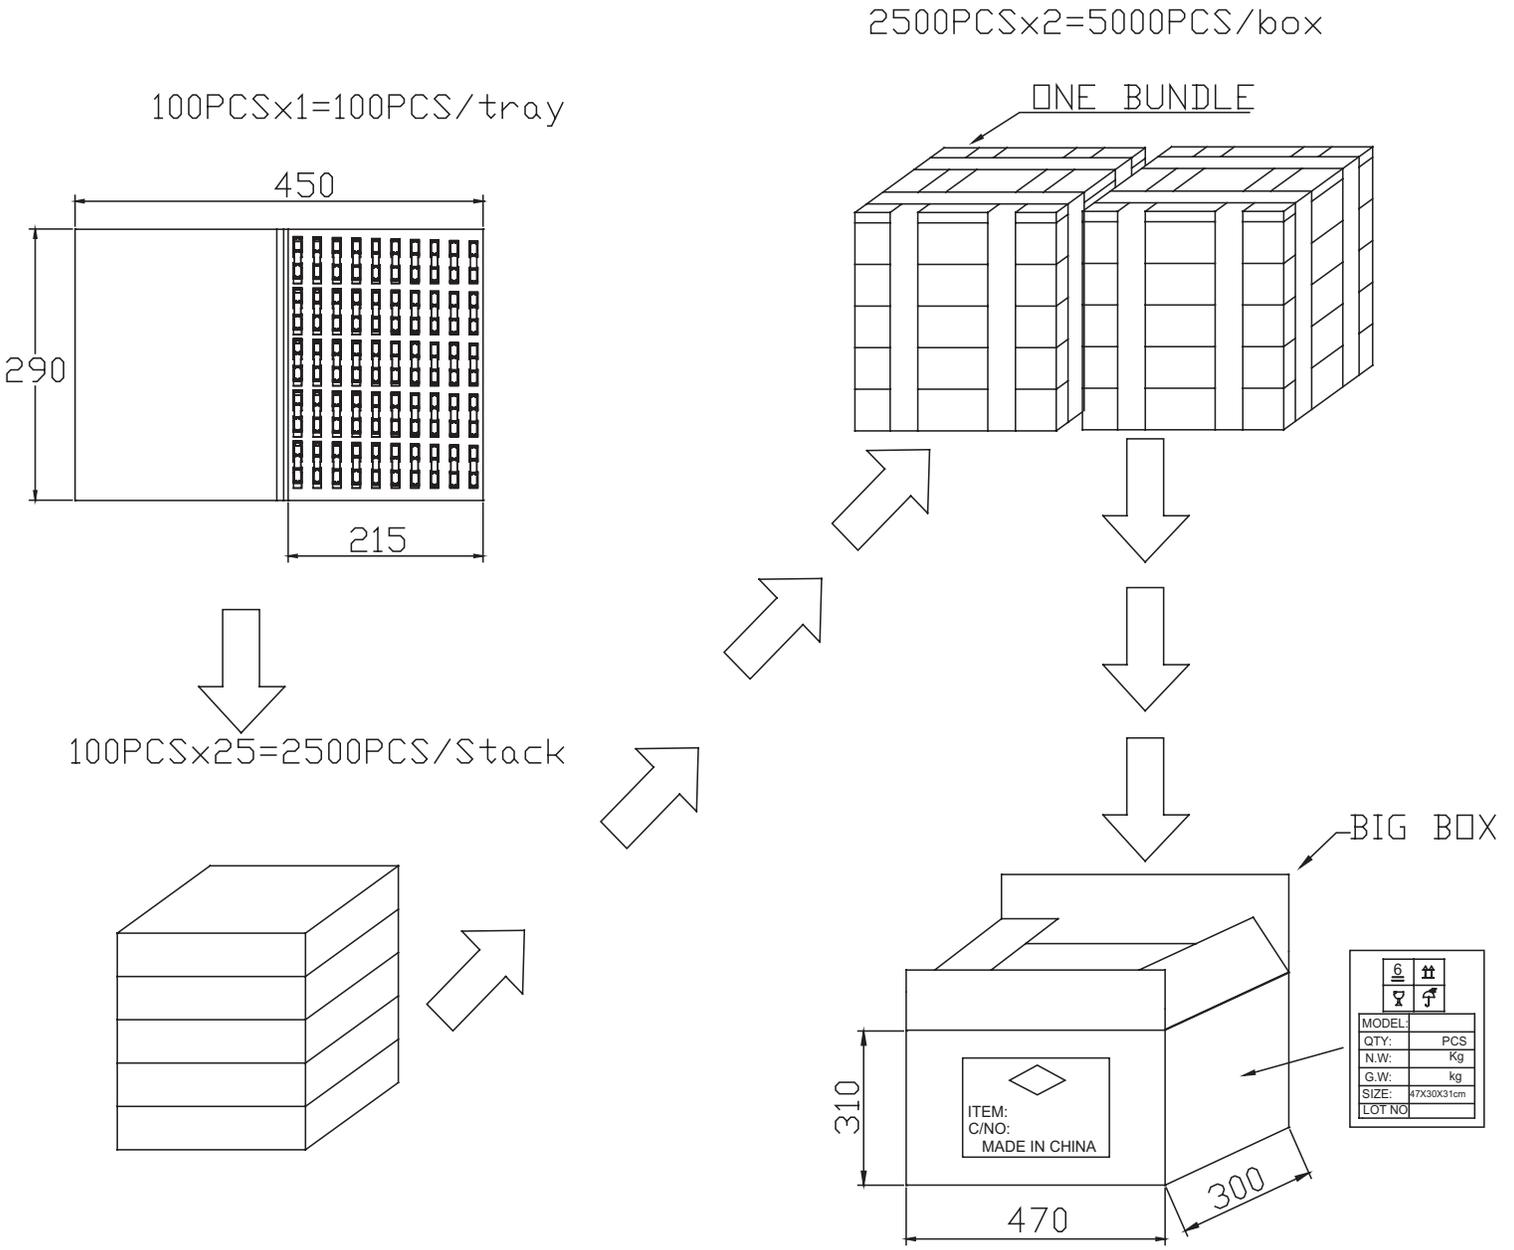 2500PCSx2=5000PCS/box
ONE BUNDLE
100PCSx1=100PCS/tray
450
290
215
100PCSx25=2500PCS/Stack
BIG BOX
6
MODEL:
QTY: PCS
N.W: Kg
G.W: kg
SIZE: 47X30X31cm
LOT NO
310
ITEM:
C/NO:
MADE IN CHINA
470
300